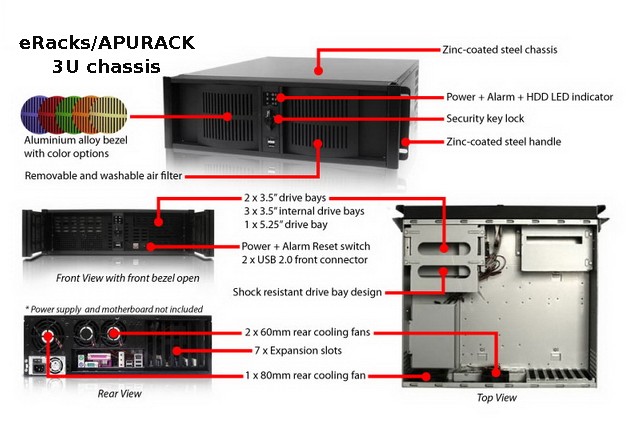 eRacks/APURACK
3U chassis
Zinc-coated steel chassis
Power + Alarm + HDD LED indicator
Security key lock
Zinc-coated steel handle
Aluminium alloy bezel
with color options
Removable and washable air filter
2 x 3.5" drive bays
3 x 3.5" internal drive bays
1 x 5.25" drive bay
Power + Alarm Reset switch
2 x USB 2.0 front connector
Front View with front bezel open
Shock resistant drive bay design
* Power supply and motherboard not included
2 x 60mm rear cooling fans
7 x Expansion slots
1 x 80mm rear cooling fan
Rear View
Top View